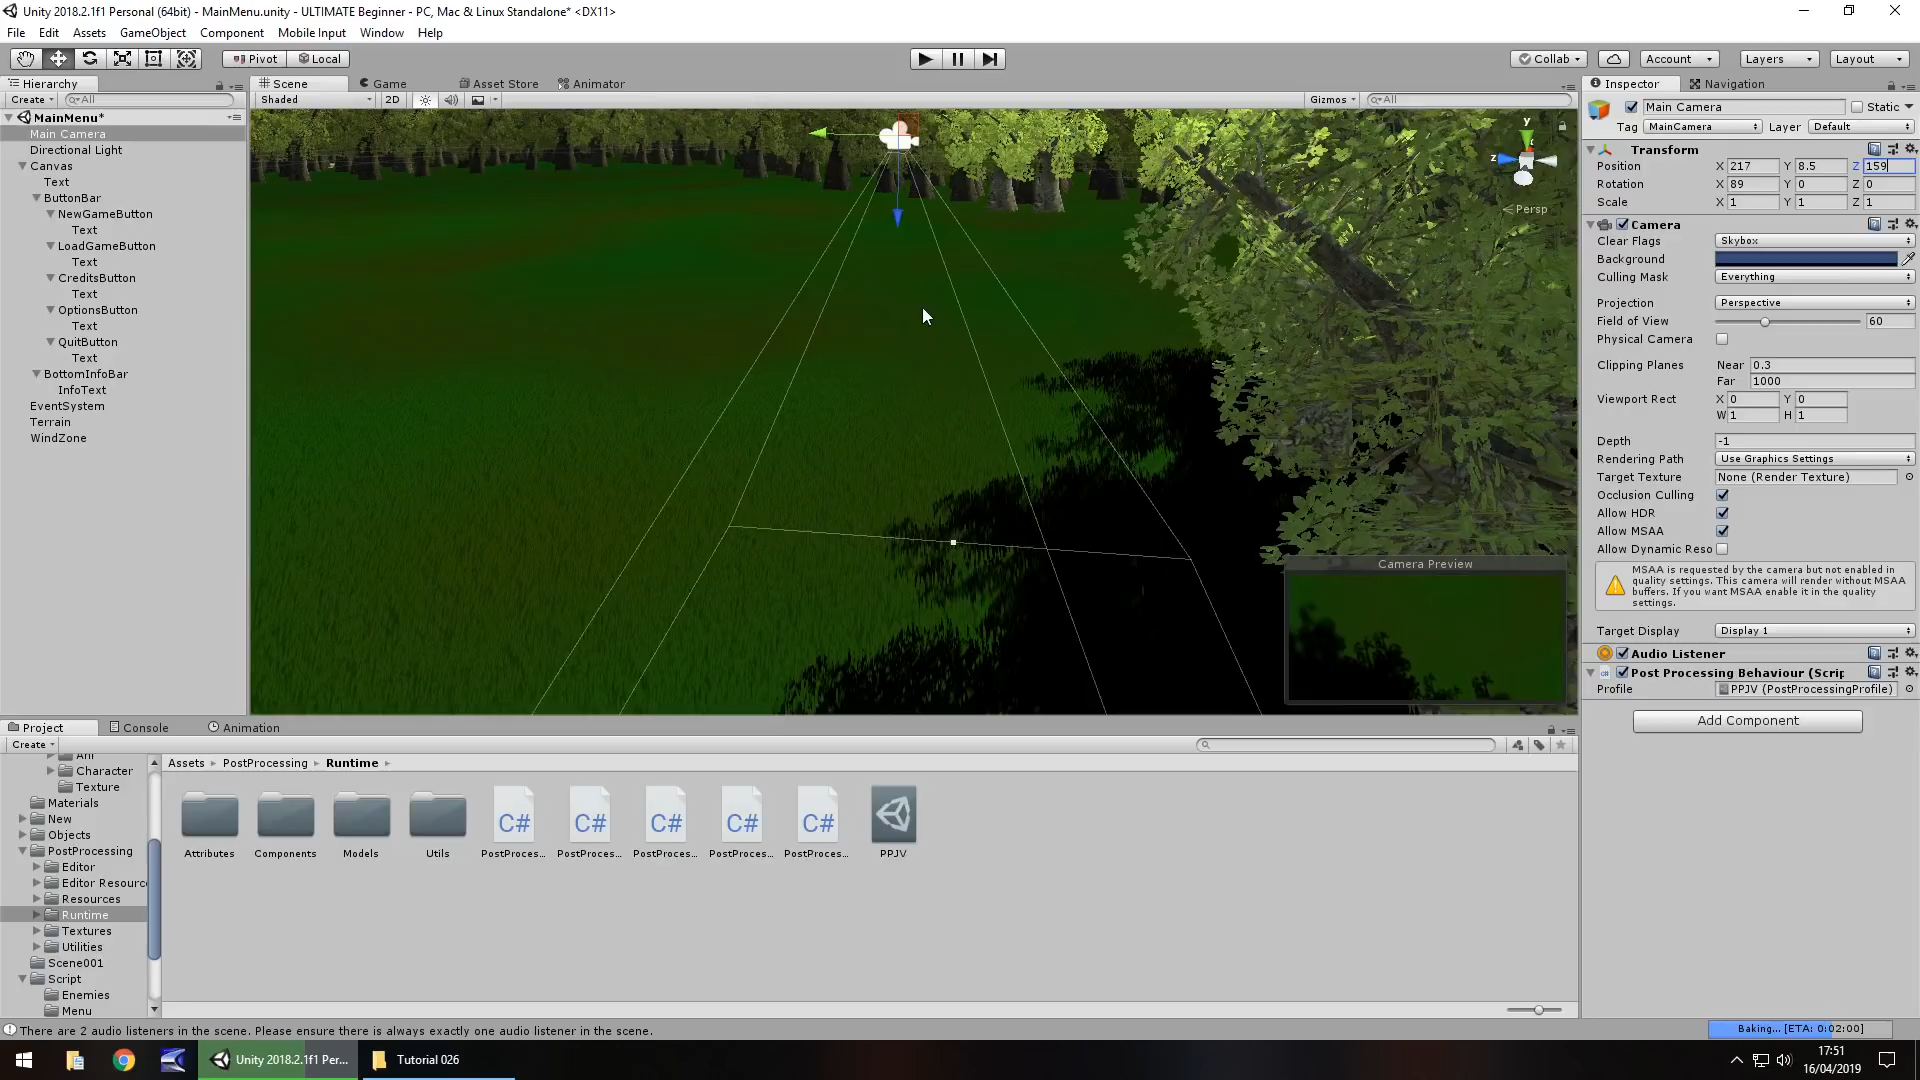 Unity 2018.2.1f1 Personal (64bit) - MainMenu.unity - ULTIMATE Beginner - PC, Mac & Linux Standalone* <DX11>
File Edit Assets GameObject Component Mobile Input Window Help
Pivot Local Collab Account Layers Layout
Hierarchy Scene Game Asset Store Animator Inspector Navigation
Create All Shaded 2D Gizmos All
Main Camera Static
Tag MainCamera Layer Default
MainMenu*
Main Camera
Directional Light
Canvas
Text
ButtonBar
NewGameButton
Text
LoadGameButton
Text
CreditsButton
Text
OptionsButton
Text
QuitButton
Text
BottomInfoBar
InfoText
EventSystem
Terrain
WindZone
y
x
z
Persp
Camera Preview
Transform
Position X 217 Y 8.5 Z 159
Rotation X 89 Y 0 Z 0
Scale X 1 Y 1 Z 1
Camera
Clear Flags Skybox
Background
Culling Mask Everything
Projection Perspective
Field of View 60
Physical Camera
Clipping Planes Near 0.3
Far 1000
Viewport Rect X 0 Y 0
W 1 H 1
Depth -1
Rendering Path Use Graphics Settings
Target Texture None (Render Texture)
Occlusion Culling
Allow HDR
Allow MSAA
Allow Dynamic Reso
MSAA is requested by the camera but not enabled in
quality settings. This camera will render without MSAA
buffers. If you want MSAA enable it in the quality
settings.
Target Display Display 1
Audio Listener
Post Processing Behaviour (Scrip
Profile PPJV (PostProcessingProfile)
Add Component
Project Console Animation
Create
Character
Texture
Materials
New
Objects
PostProcessing
Editor
Editor Resourc
Resources
Runtime
Textures
Utilities
Scene001
Script
Enemies
Menu
Assets PostProcessing Runtime
C# C# C# C# C#
Attributes Components Models Utils PostProces... PostProces... PostProces... PostProces... PostProces... PPJV
There are 2 audio listeners in the scene. Please ensure there is always exactly one audio listener in the scene.
Baking... [ETA: 0:02:00]
Unity 2018.2.1f1 Per... Tutorial 026
17:51
16/04/2019